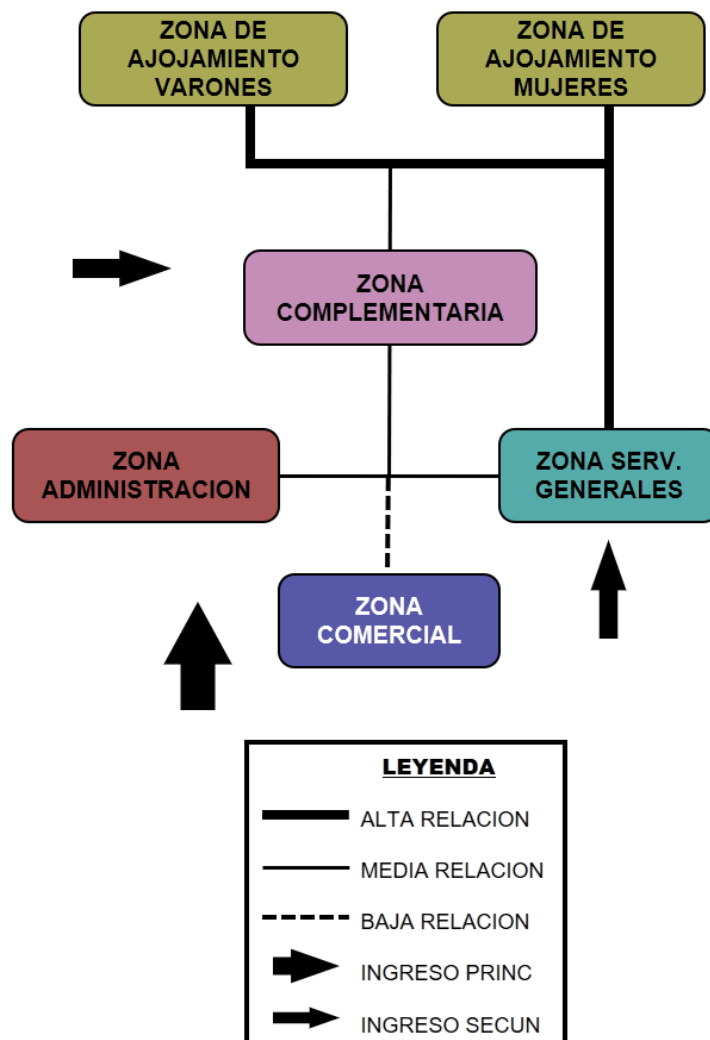 ZONA DE
AJOJAMIENTO
VARONES
ZONA DE
AJOJAMIENTO
MUJERES
ZONA
COMPLEMENTARIA
ZONA
ADMINISTRACION
ZONA SERV.
GENERALES
ZONA
COMERCIAL
LEYENDA
ALTA RELACION
MEDIA RELACION
BAJA RELACION
INGRESO PRINC
INGRESO SECUN